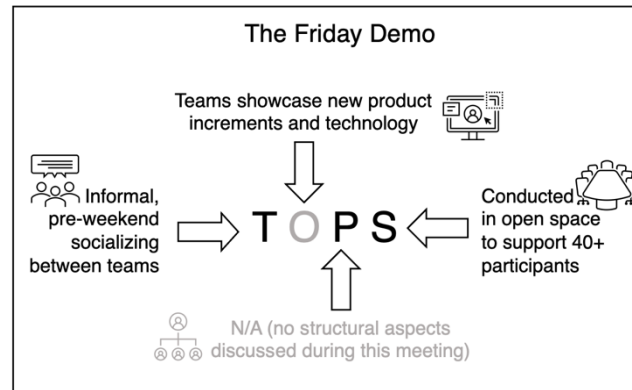 The Friday Demo
Teams showcase new product
increments and technology
Informal,
pre-weekend
socializing
between teams
T O P S
Conducted
in open space
to support 40+
participants
N/A (no structural aspects
discussed during this meeting)